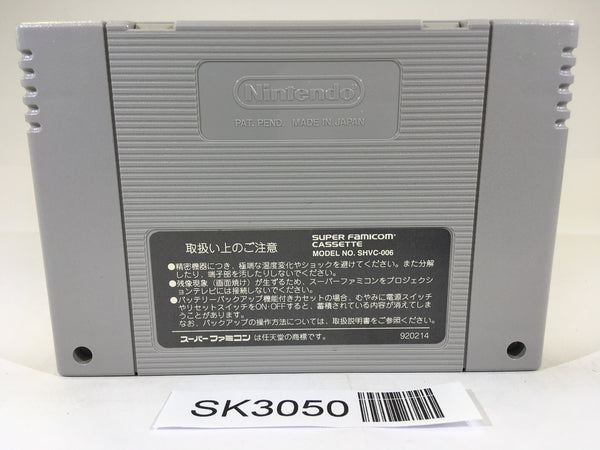 Nintendo
PAT. PEND. MADE IN JAPAN
取扱い上のご注意
SUPER FAMICOM
CASSETTE
MODEL NO. SHVC-006
●精密機器につき、極端な温度変化やショックを避けてください。また分解
したり、端子部を汚したりしないでください。
●残像現象(画面焼け)が生ずるため、スーパーファミコンをプロジェクショ
ンテレビには接続しないでください。
●バッテリーバックアップ機能付きカセットの場合、むやみに電源スイッチ
やリセットスイッチをON·OFFすると、蓄積されている内容が消えてしま
うことがあります。
なお、バックアップの操作方法については、取扱説明書をご参照ください。
スーパーファミコン は任天堂の商標です。
920214
SK3050